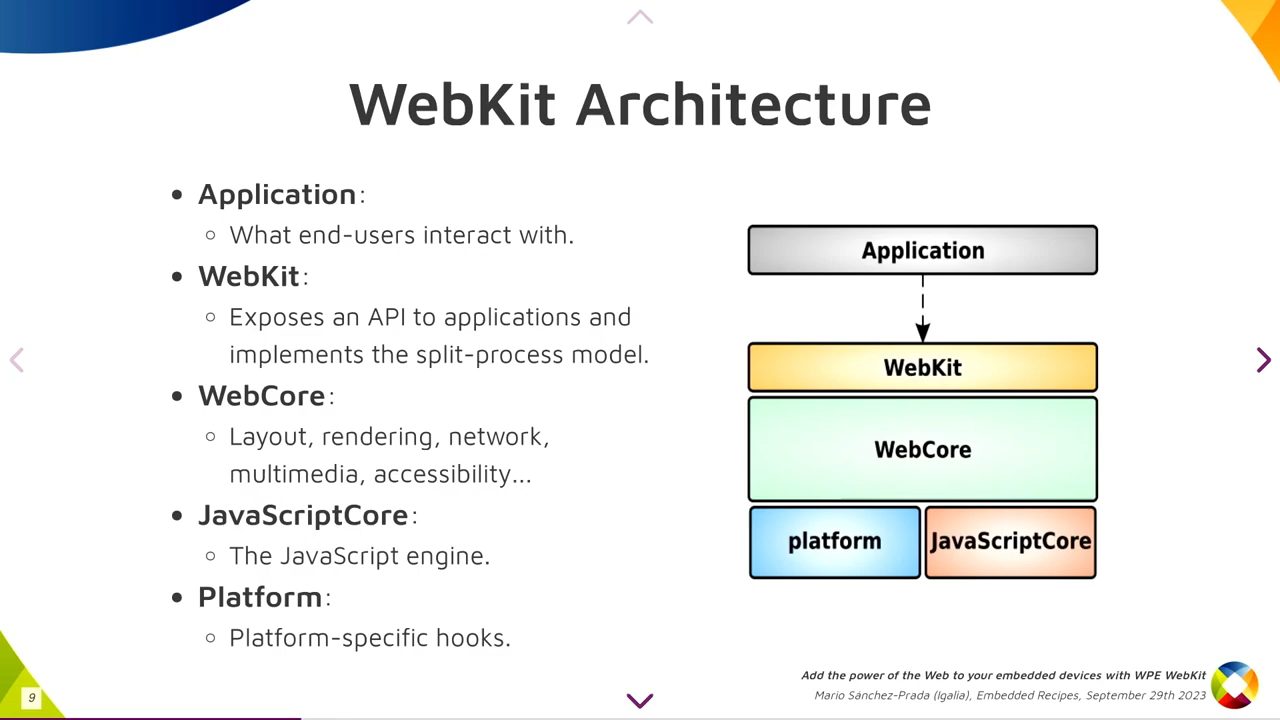 WebKit Architecture
• Application:
◦ What end-users interact with.
• WebKit:
◦ Exposes an API to applications and
implements the split-process model.
• WebCore:
◦ Layout, rendering, network,
multimedia, accessibility...
• JavaScriptCore:
◦ The JavaScript engine.
• Platform:
◦ Platform-specific hooks.
Application
WebKit
WebCore
platform
JavaScriptCore
9
Add the power of the Web to your embedded devices with WPE WebKit
Mario Sánchez-Prada (Igalia), Embedded Recipes, September 29th 2023